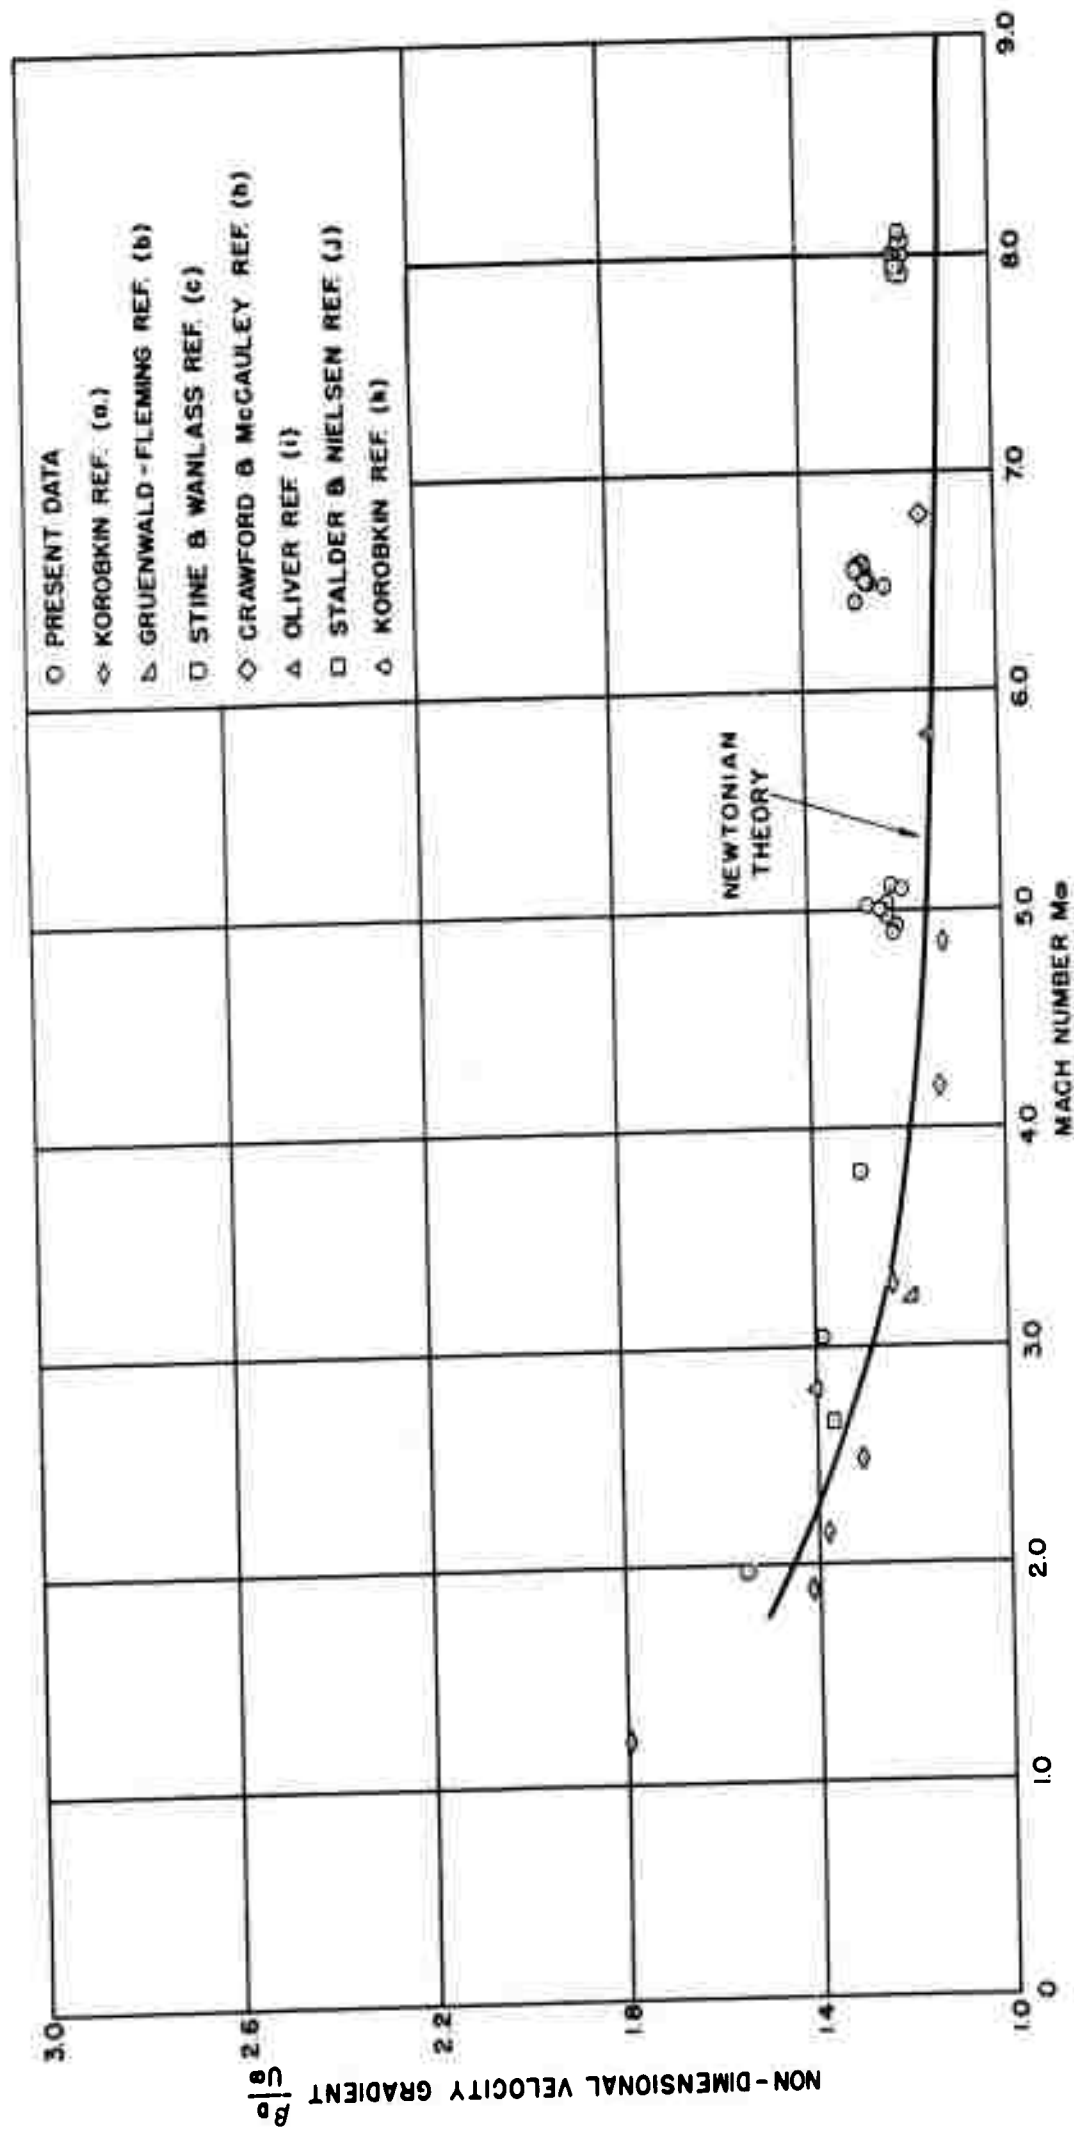 ○ PRESENT DATA
KOROBKIN REF. (a.)
GRUENWALD-FLEMING REF. (b)
STINE & WANLASS REF. (c)
CRAWFORD & McCAULEY REF. (h)
OLIVER REF. (i)
STALDER & NIELSEN REF. (J)
KOROBKIN REF. (k)
NEWTONIAN
THEORY
3.0
2.6
2.2
1.8
1.4
1.0
NON-DIMENSIONAL VELOCITY GRADIENT
0
1.0
2.0
3.0
4.0
5.0
6.0
7.0
8.0
9.0
MACH NUMBER M∞